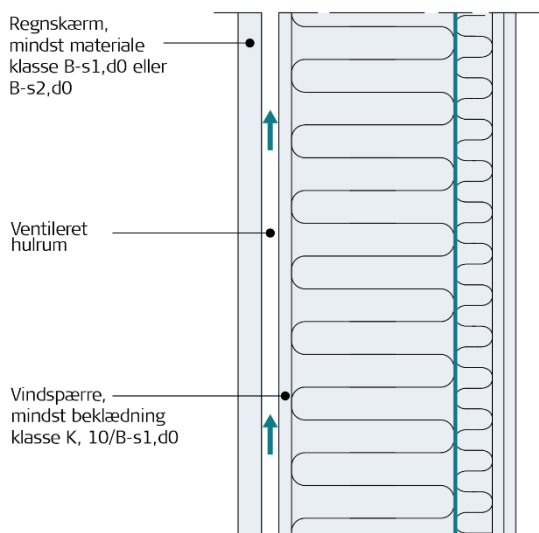 Regnskærm,
mindst materiale
klasse B-s1,d0 eller
B-s2,d0
Ventileret
hulrum
Vindspærre,
mindst beklædning
klasse K, 10/B-s1,d0